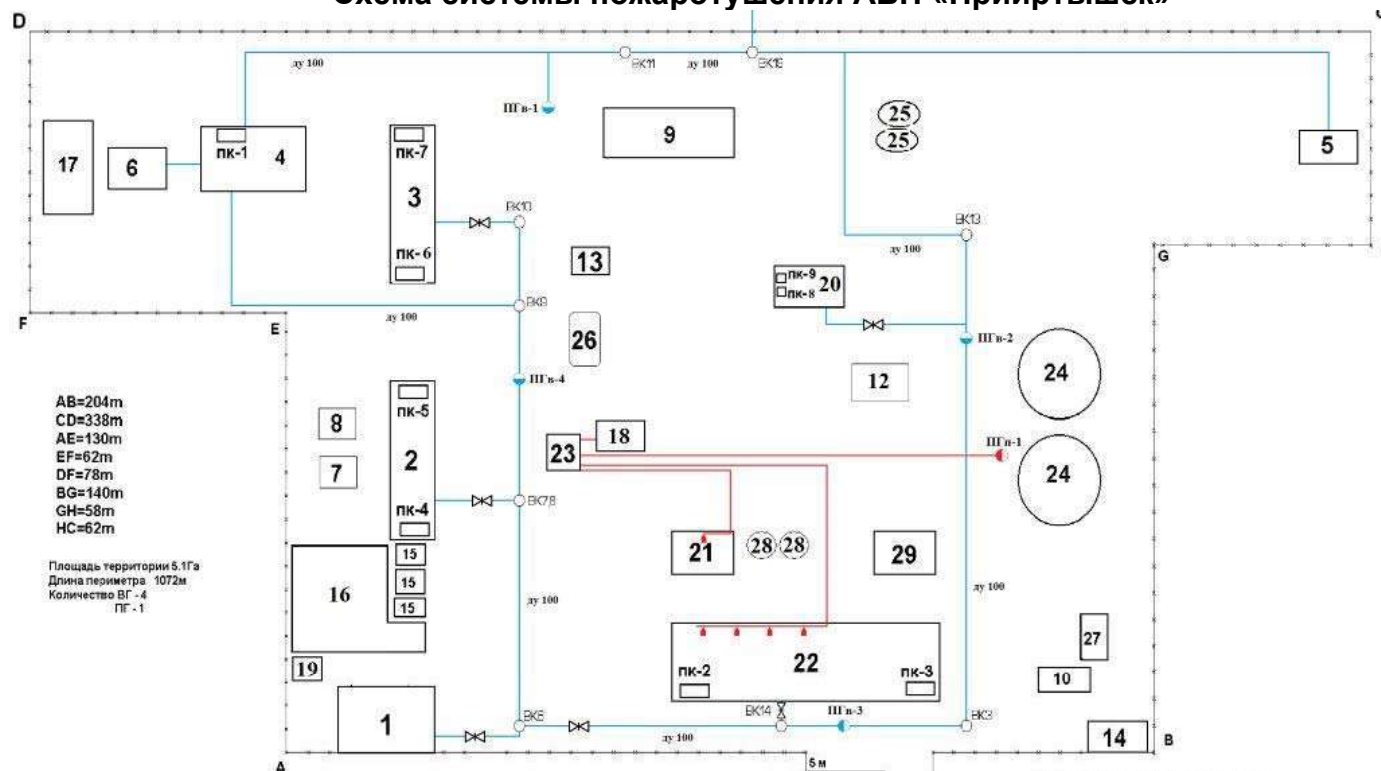 Схема системы пожаротушения АВП «Прииртышск»
D
ду 100
ВК11
ду 100
ПГв-1
25
25
9
17
6
пк-1
4
пк-7
3
пк-6
5
ВК10
ВК13
ду 100
13
G
пк-9
пк-8
20
ВК9
F
E
ду 100
26
ПГв-2
ПГв-4
24
12
AB=204m
CD=338m
AE=130m
EF=62m
DF=78m
BG=140m
GH=58m
HC=62m
8
7
пк-5
2
пк-4
18
23
ПГп-1
24
ВК7,8
21
28
28
29
Площадь территории 5.1Га
Длина периметра 1072м
Количество ВГ - 4
ПГ - 1
15
15
15
16
ду 100
ду 100
27
10
19
пк-2
22
пк-3
1
ВК14
ПГв-3
ВК3
14
B
ду 100
A
5 м